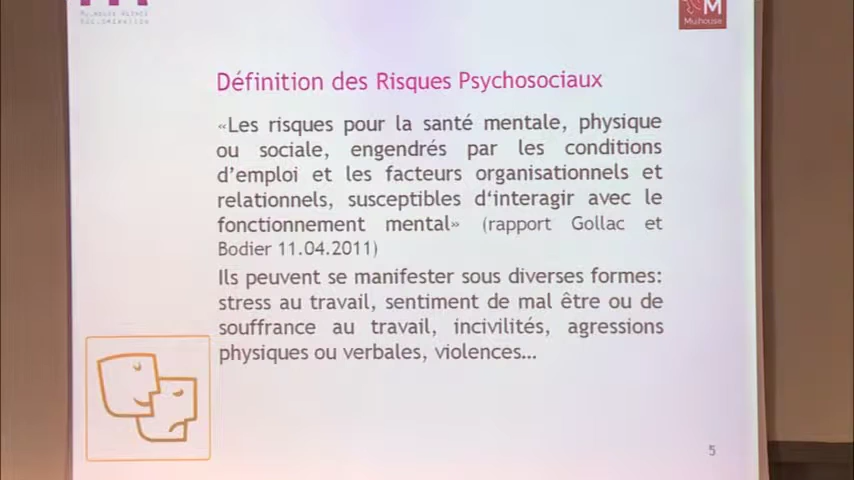 Mulhouse Alsace
Agglomération
M
Mulhouse
Définition des Risques Psychosociaux
«Les risques pour la santé mentale, physique
ou sociale, engendrés par les conditions
d'emploi et les facteurs organisationnels et
relationnels, susceptibles d'interagir avec le
fonctionnement mental» (rapport Gollac et
Bodier 11.04.2011)
Ils peuvent se manifester sous diverses formes:
stress au travail, sentiment de mal être ou de
souffrance au travail, incivilités, agressions
physiques ou verbales, violences...
5